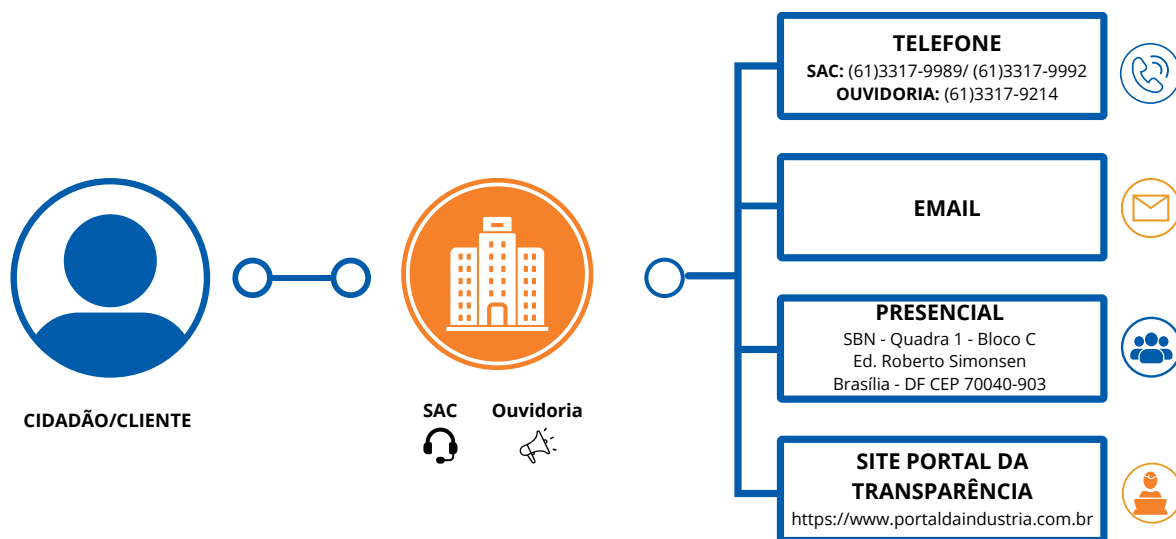 CIDADÃO/CLIENTE
SAC
Ouvidoria
TELEFONE
SAC: (61)3317-9989/ (61)3317-9992
OUVIDORIA: (61)3317-9214
EMAIL
PRESENCIAL
SBN - Quadra 1 - Bloco C
Ed. Roberto Simonsen
Brasília - DF CEP 70040-903
SITE PORTAL DA
TRANSPARÊNCIA
https://www.portaldaindustria.com.br